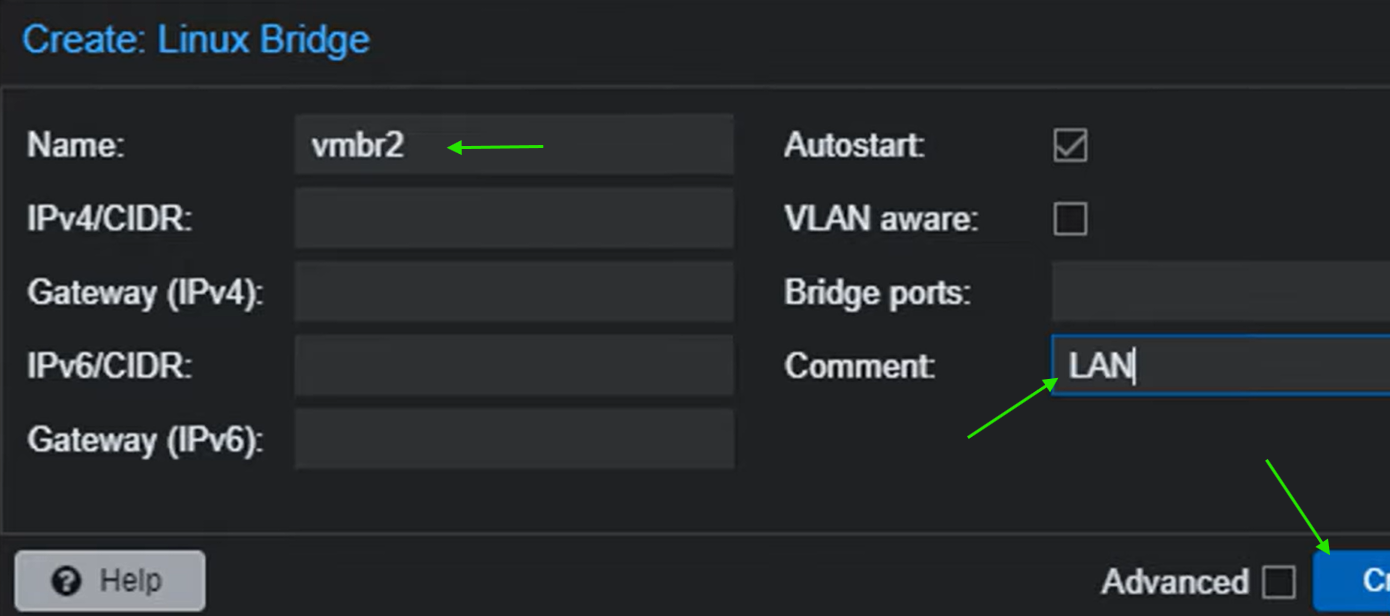 Create: Linux Bridge
Name: vmbr2 Autostart:
IPv4/CIDR: VLAN aware:
Gateway (IPv4): Bridge ports:
IPv6/CIDR: Comment: LAN
Gateway (IPv6):
Help Advanced